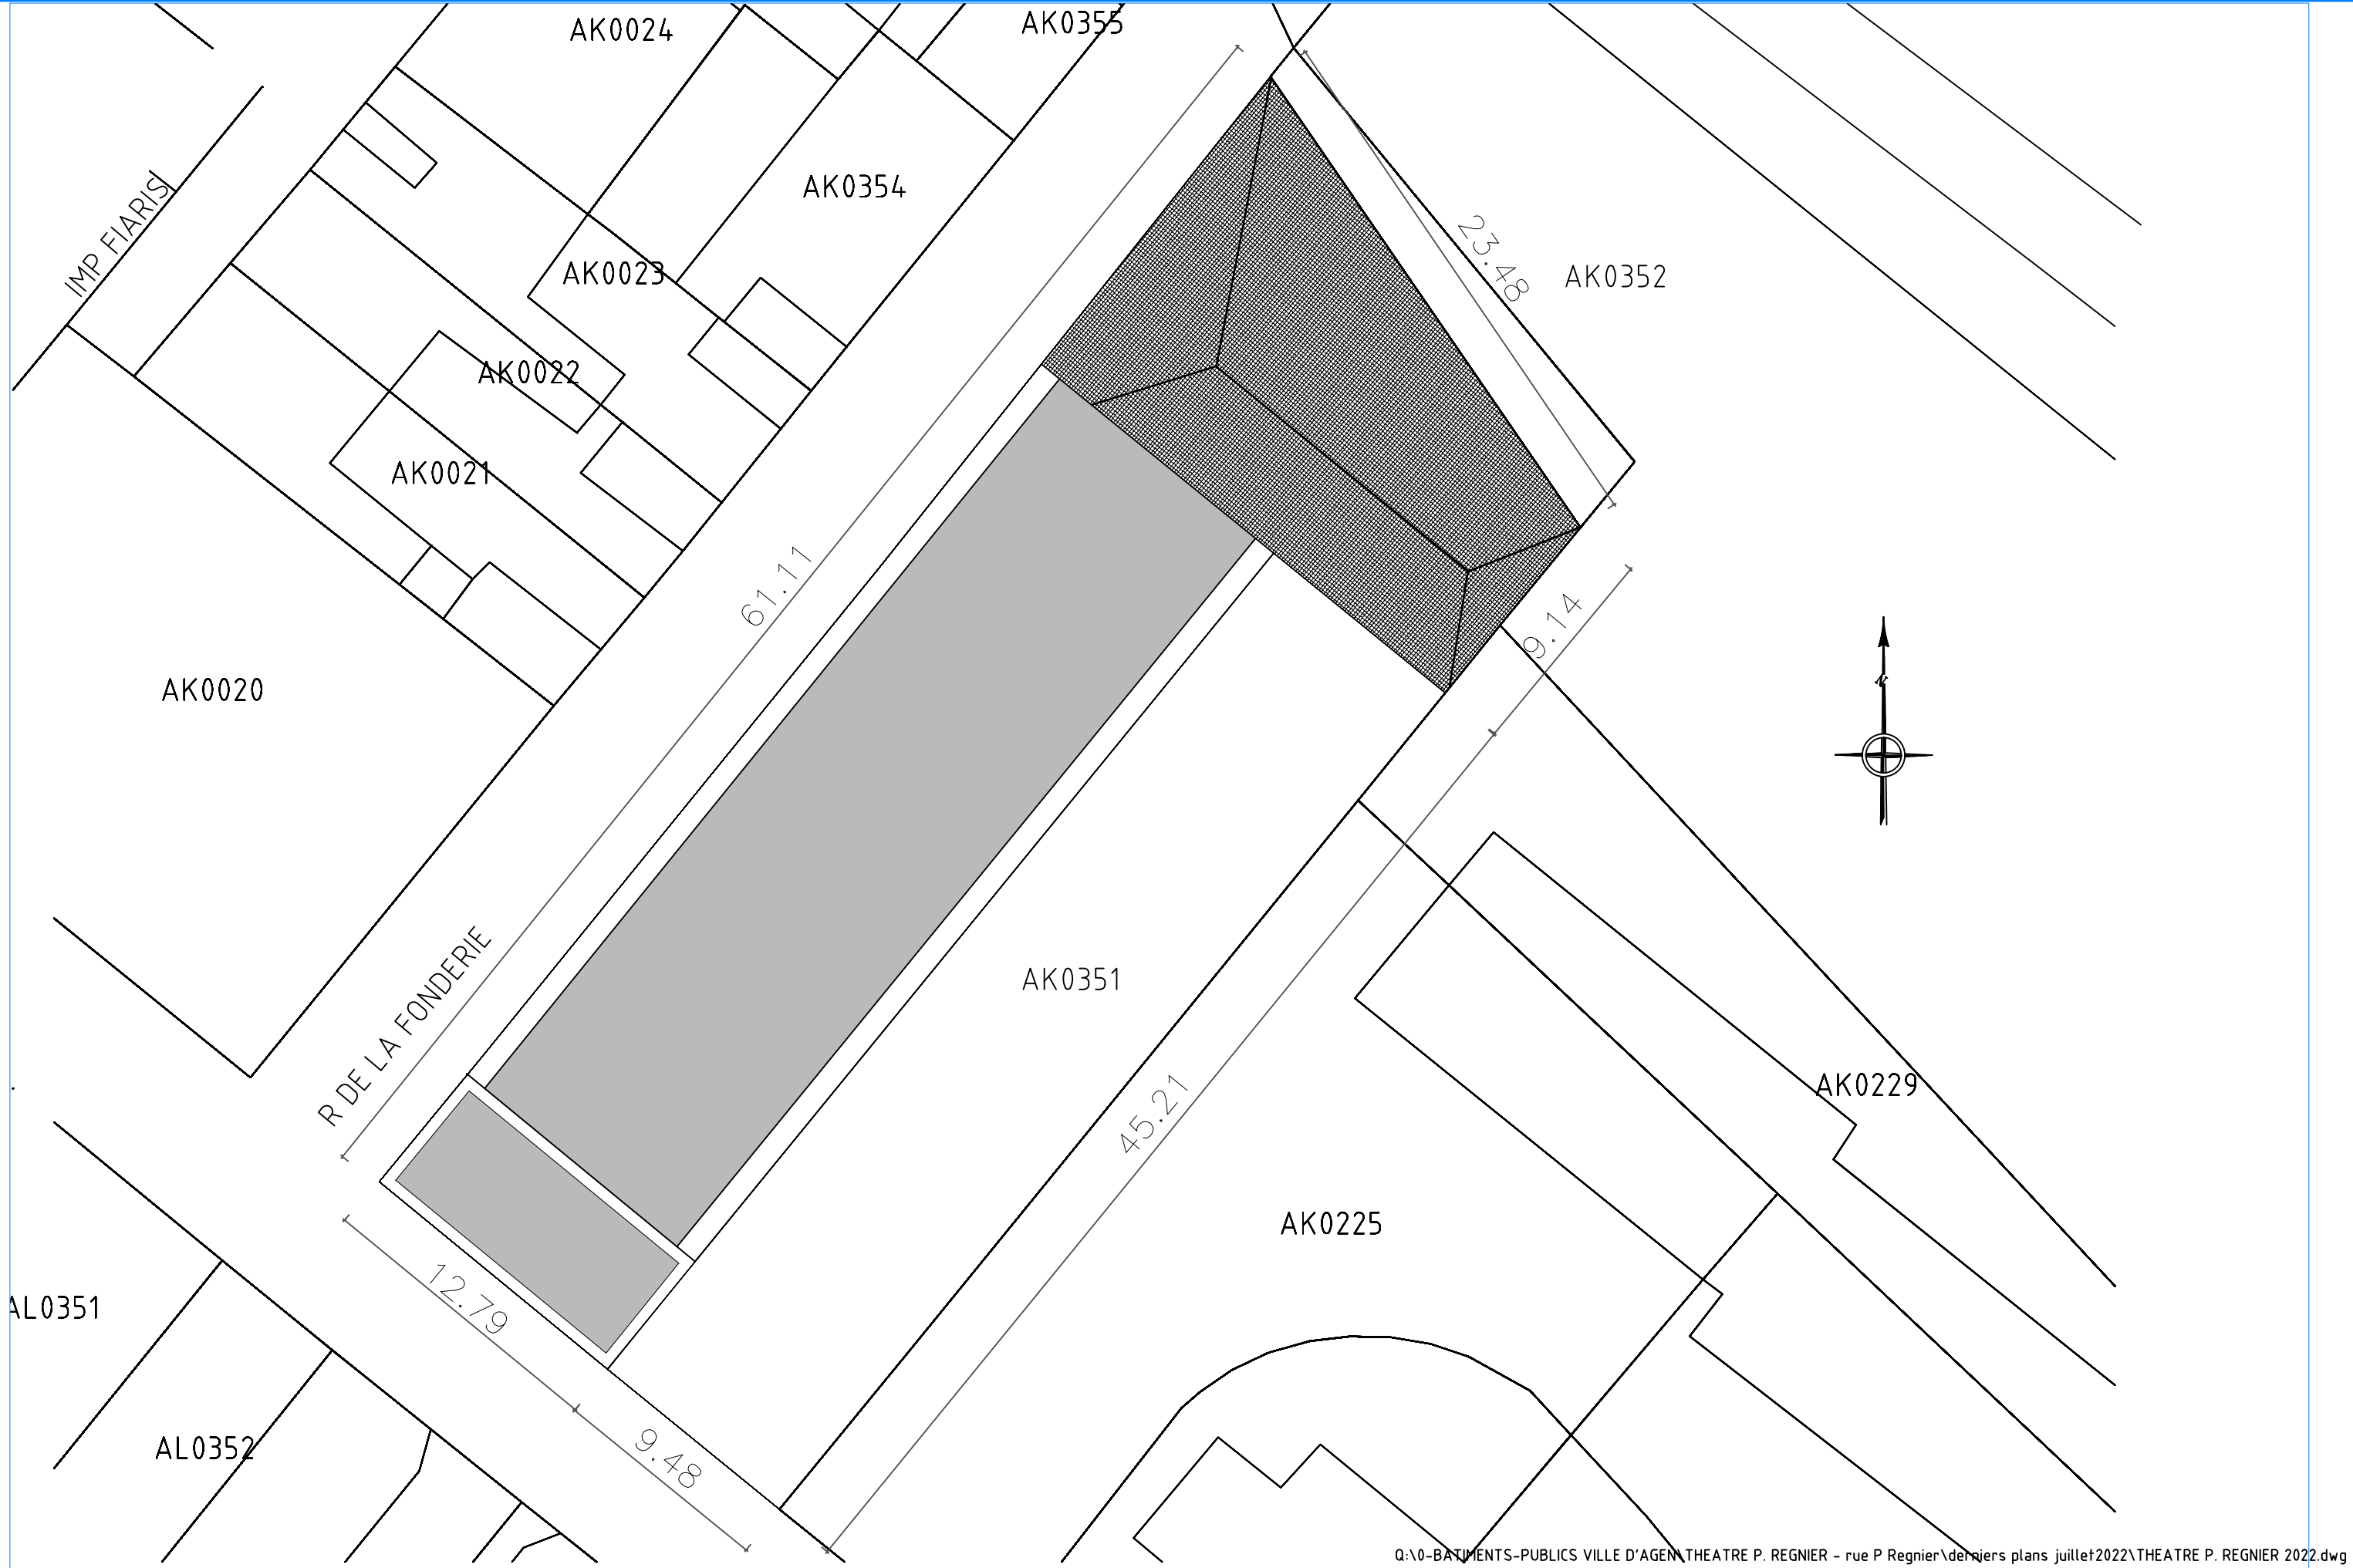 AK0024
AK0355
AK0354
IMP FIARIS
AK0023
23.48
AK0352
AK0022
AK0021
61.11
9.14
AK0020
N
R DE LA FONDERIE
AK0351
45.21
AK0229
AK0225
12.79
AL0351
9.48
AL0352
Q:\0-BATIMENTS-PUBLICS VILLE D'AGEN\THEATRE P. REGNIER - rue P Regnier\derniers plans juillet2022\THEATRE P. REGNIER 2022.dwg